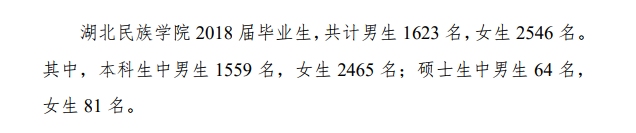 湖北民族学院 2018 届毕业生，共计男生 1623 名，女生 2546 名。
其中，本科生中男生 1559 名，女生 2465 名；硕士生中男生 64 名，
女生 81 名。